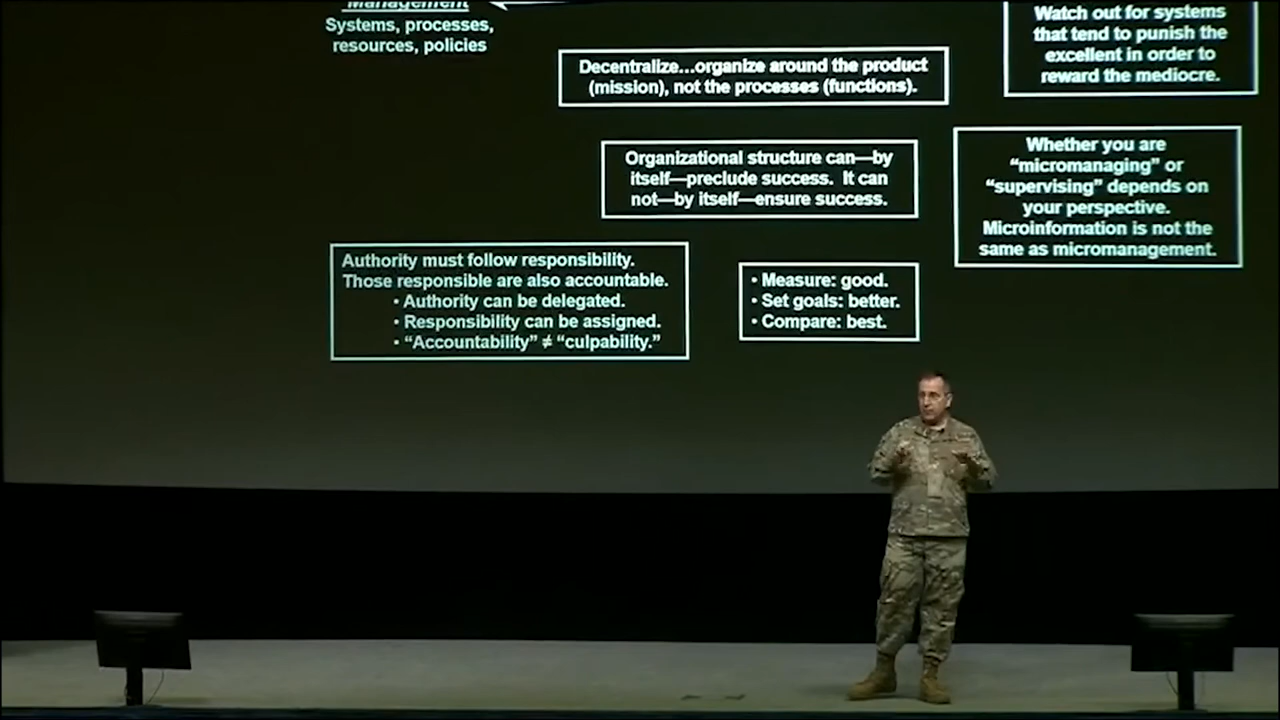 Management
Systems, processes,
resources, policies
Watch out for systems
that tend to punish the
excellent in order to
reward the mediocre.
Decentralize...organize around the product
(mission), not the processes (functions).
Organizational structure can—by
itself—preclude success. It can
not—by itself—ensure success.
Whether you are
“micromanaging” or
“supervising” depends on
your perspective.
Microinformation is not the
same as micromanagement.
Authority must follow responsibility.
Those responsible are also accountable.
• Authority can be delegated.
• Responsibility can be assigned.
• “Accountability” ≠ “culpability.”
• Measure: good.
• Set goals: better.
• Compare: best.